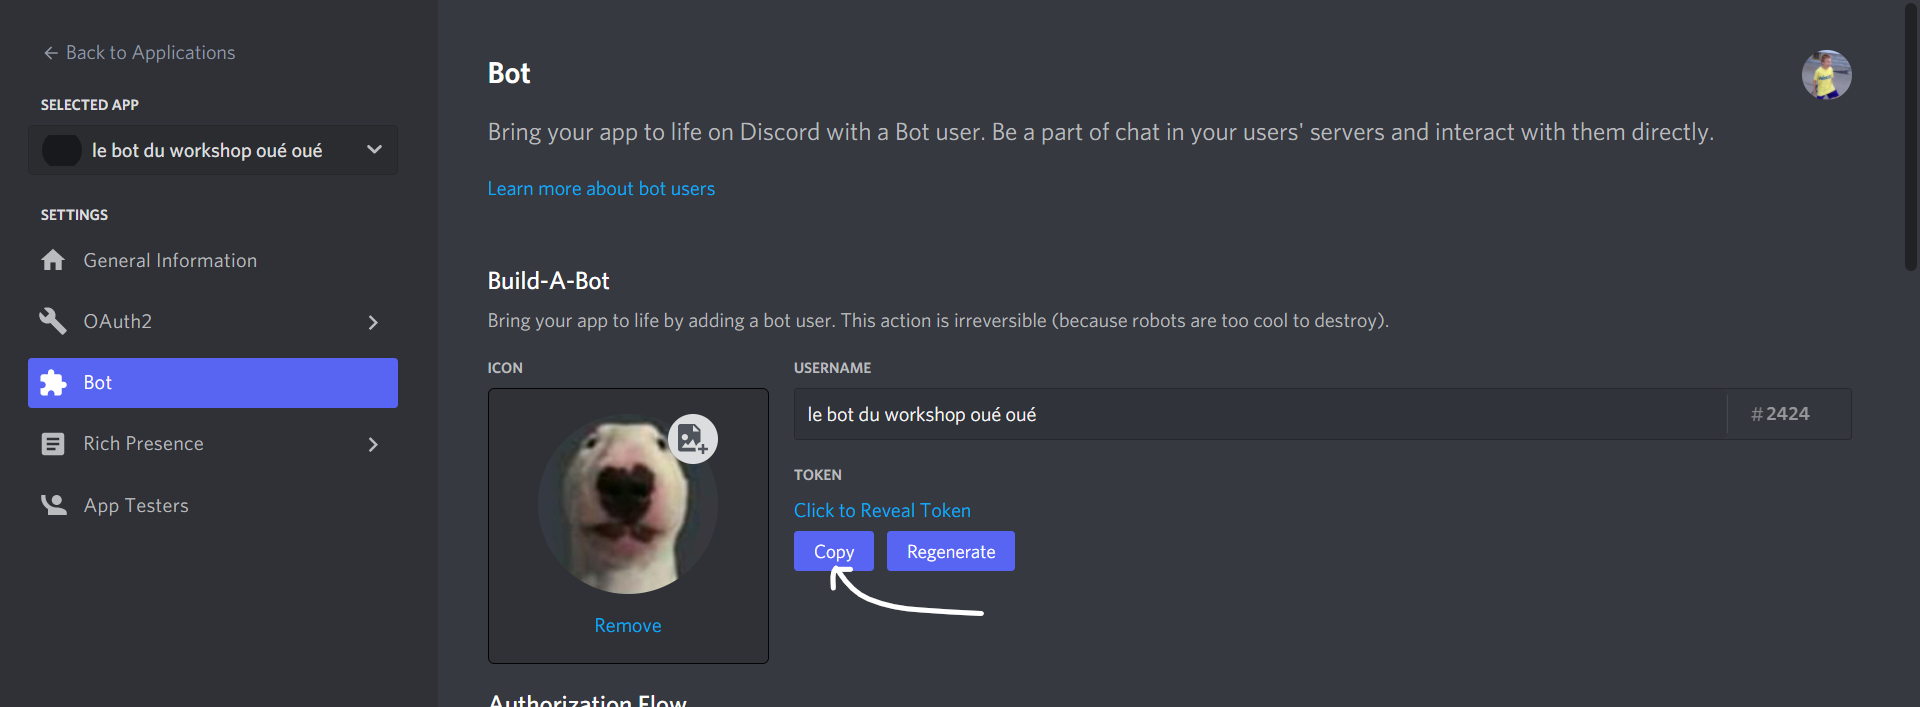 Back to Applications
SELECTED APP
le bot du workshop oué oué
SETTINGS
General Information
OAuth2
Bot
Rich Presence
App Testers
Bot
Bring your app to life on Discord with a Bot user. Be a part of chat in your users' servers and interact with them directly.
Learn more about bot users
Build-A-Bot
Bring your app to life by adding a bot user. This action is irreversible (because robots are too cool to destroy).
ICON
Remove
USERNAME
le bot du workshop oué oué #2424
TOKEN
Click to Reveal Token
Copy Regenerate
Authorization Flow